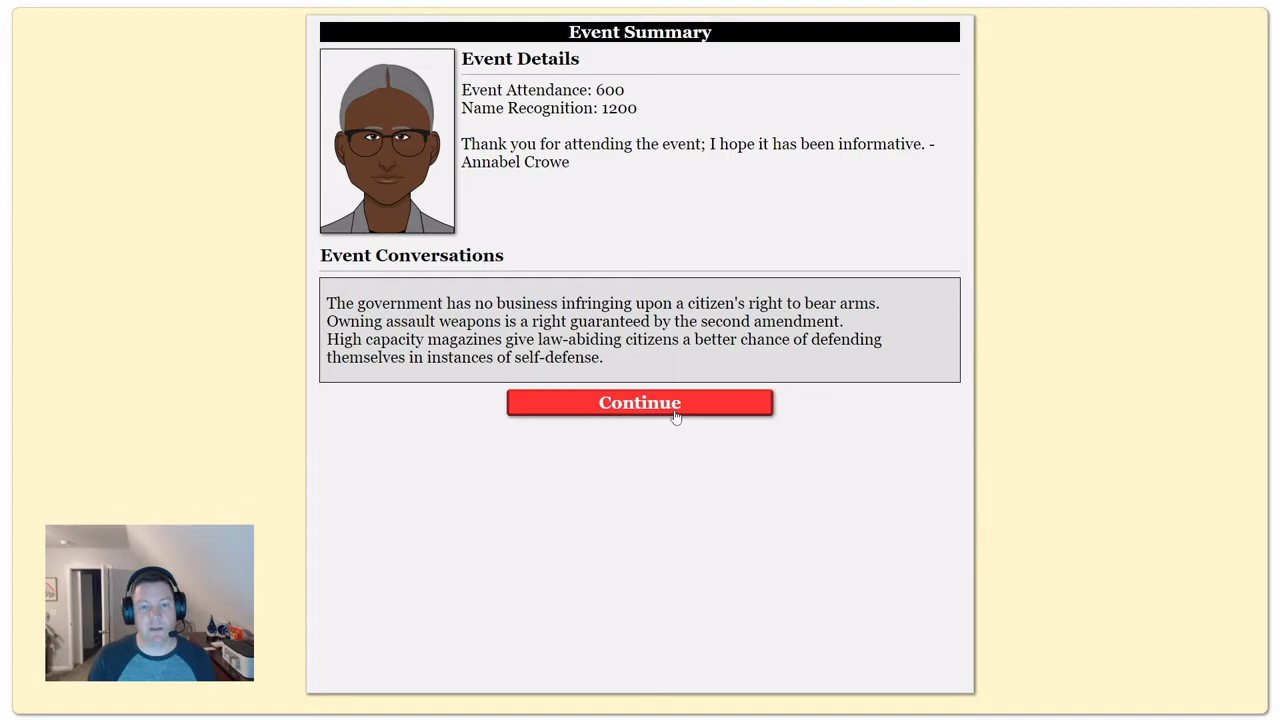 Event Summary
Event Details
Event Attendance: 600
Name Recognition: 1200
Thank you for attending the event; I hope it has been informative. -
Annabel Crowe
Event Conversations
The government has no business infringing upon a citizen's right to bear arms.
Owning assault weapons is a right guaranteed by the second amendment.
High capacity magazines give law-abiding citizens a better chance of defending
themselves in instances of self-defense.
Continue